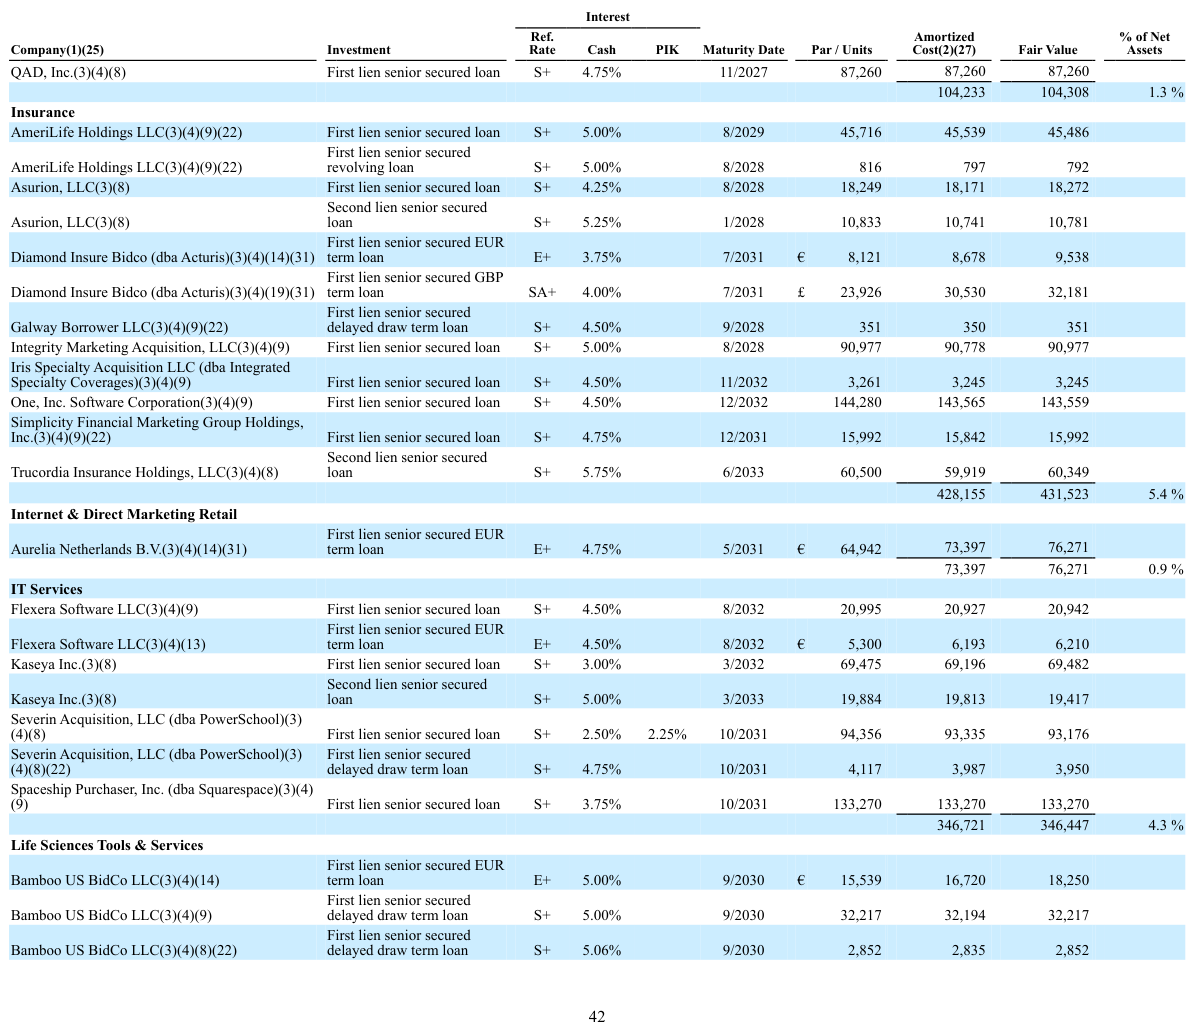 Interest
Company(1)(25) Investment Ref. Rate Cash PIK Maturity Date Par / Units Amortized Cost(2)(27) Fair Value % of Net Assets
QAD, Inc.(3)(4)(8) First lien senior secured loan S+ 4.75% 11/2027 87,260 87,260 87,260
104,233 104,308 1.3 %
Insurance
AmeriLife Holdings LLC(3)(4)(9)(22) First lien senior secured loan S+ 5.00% 8/2029 45,716 45,539 45,486
AmeriLife Holdings LLC(3)(4)(9)(22) First lien senior secured revolving loan S+ 5.00% 8/2028 816 797 792
Asurion, LLC(3)(8) First lien senior secured loan S+ 4.25% 8/2028 18,249 18,171 18,272
Asurion, LLC(3)(8) Second lien senior secured loan S+ 5.25% 1/2028 10,833 10,741 10,781
Diamond Insure Bidco (dba Acturis)(3)(4)(14)(31) First lien senior secured EUR term loan E+ 3.75% 7/2031 € 8,121 8,678 9,538
Diamond Insure Bidco (dba Acturis)(3)(4)(19)(31) First lien senior secured GBP term loan SA+ 4.00% 7/2031 £ 23,926 30,530 32,181
Galway Borrower LLC(3)(4)(9)(22) First lien senior secured delayed draw term loan S+ 4.50% 9/2028 351 350 351
Integrity Marketing Acquisition, LLC(3)(4)(9) First lien senior secured loan S+ 5.00% 8/2028 90,977 90,778 90,977
Iris Specialty Acquisition LLC (dba Integrated Specialty Coverages)(3)(4)(9) First lien senior secured loan S+ 4.50% 11/2032 3,261 3,245 3,245
One, Inc. Software Corporation(3)(4)(9) First lien senior secured loan S+ 4.50% 12/2032 144,280 143,565 143,559
Simplicity Financial Marketing Group Holdings, Inc.(3)(4)(9)(22) First lien senior secured loan S+ 4.75% 12/2031 15,992 15,842 15,992
Trucordia Insurance Holdings, LLC(3)(4)(8) Second lien senior secured loan S+ 5.75% 6/2033 60,500 59,919 60,349
428,155 431,523 5.4 %
Internet & Direct Marketing Retail
Aurelia Netherlands B.V.(3)(4)(14)(31) First lien senior secured EUR term loan E+ 4.75% 5/2031 € 64,942 73,397 76,271
73,397 76,271 0.9 %
IT Services
Flexera Software LLC(3)(4)(9) First lien senior secured loan S+ 4.50% 8/2032 20,995 20,927 20,942
Flexera Software LLC(3)(4)(13) First lien senior secured EUR term loan E+ 4.50% 8/2032 € 5,300 6,193 6,210
Kaseya Inc.(3)(8) First lien senior secured loan S+ 3.00% 3/2032 69,475 69,196 69,482
Kaseya Inc.(3)(8) Second lien senior secured loan S+ 5.00% 3/2033 19,884 19,813 19,417
Severin Acquisition, LLC (dba PowerSchool)(3)(4)(8) First lien senior secured loan S+ 2.50% 2.25% 10/2031 94,356 93,335 93,176
Severin Acquisition, LLC (dba PowerSchool)(3)(4)(8)(22) First lien senior secured delayed draw term loan S+ 4.75% 10/2031 4,117 3,987 3,950
Spaceship Purchaser, Inc. (dba Squarespace)(3)(4)(9) First lien senior secured loan S+ 3.75% 10/2031 133,270 133,270 133,270
346,721 346,447 4.3 %
Life Sciences Tools & Services
Bamboo US BidCo LLC(3)(4)(14) First lien senior secured EUR term loan E+ 5.00% 9/2030 € 15,539 16,720 18,250
Bamboo US BidCo LLC(3)(4)(9) First lien senior secured delayed draw term loan S+ 5.00% 9/2030 32,217 32,194 32,217
Bamboo US BidCo LLC(3)(4)(8)(22) First lien senior secured delayed draw term loan S+ 5.06% 9/2030 2,852 2,835 2,852
42